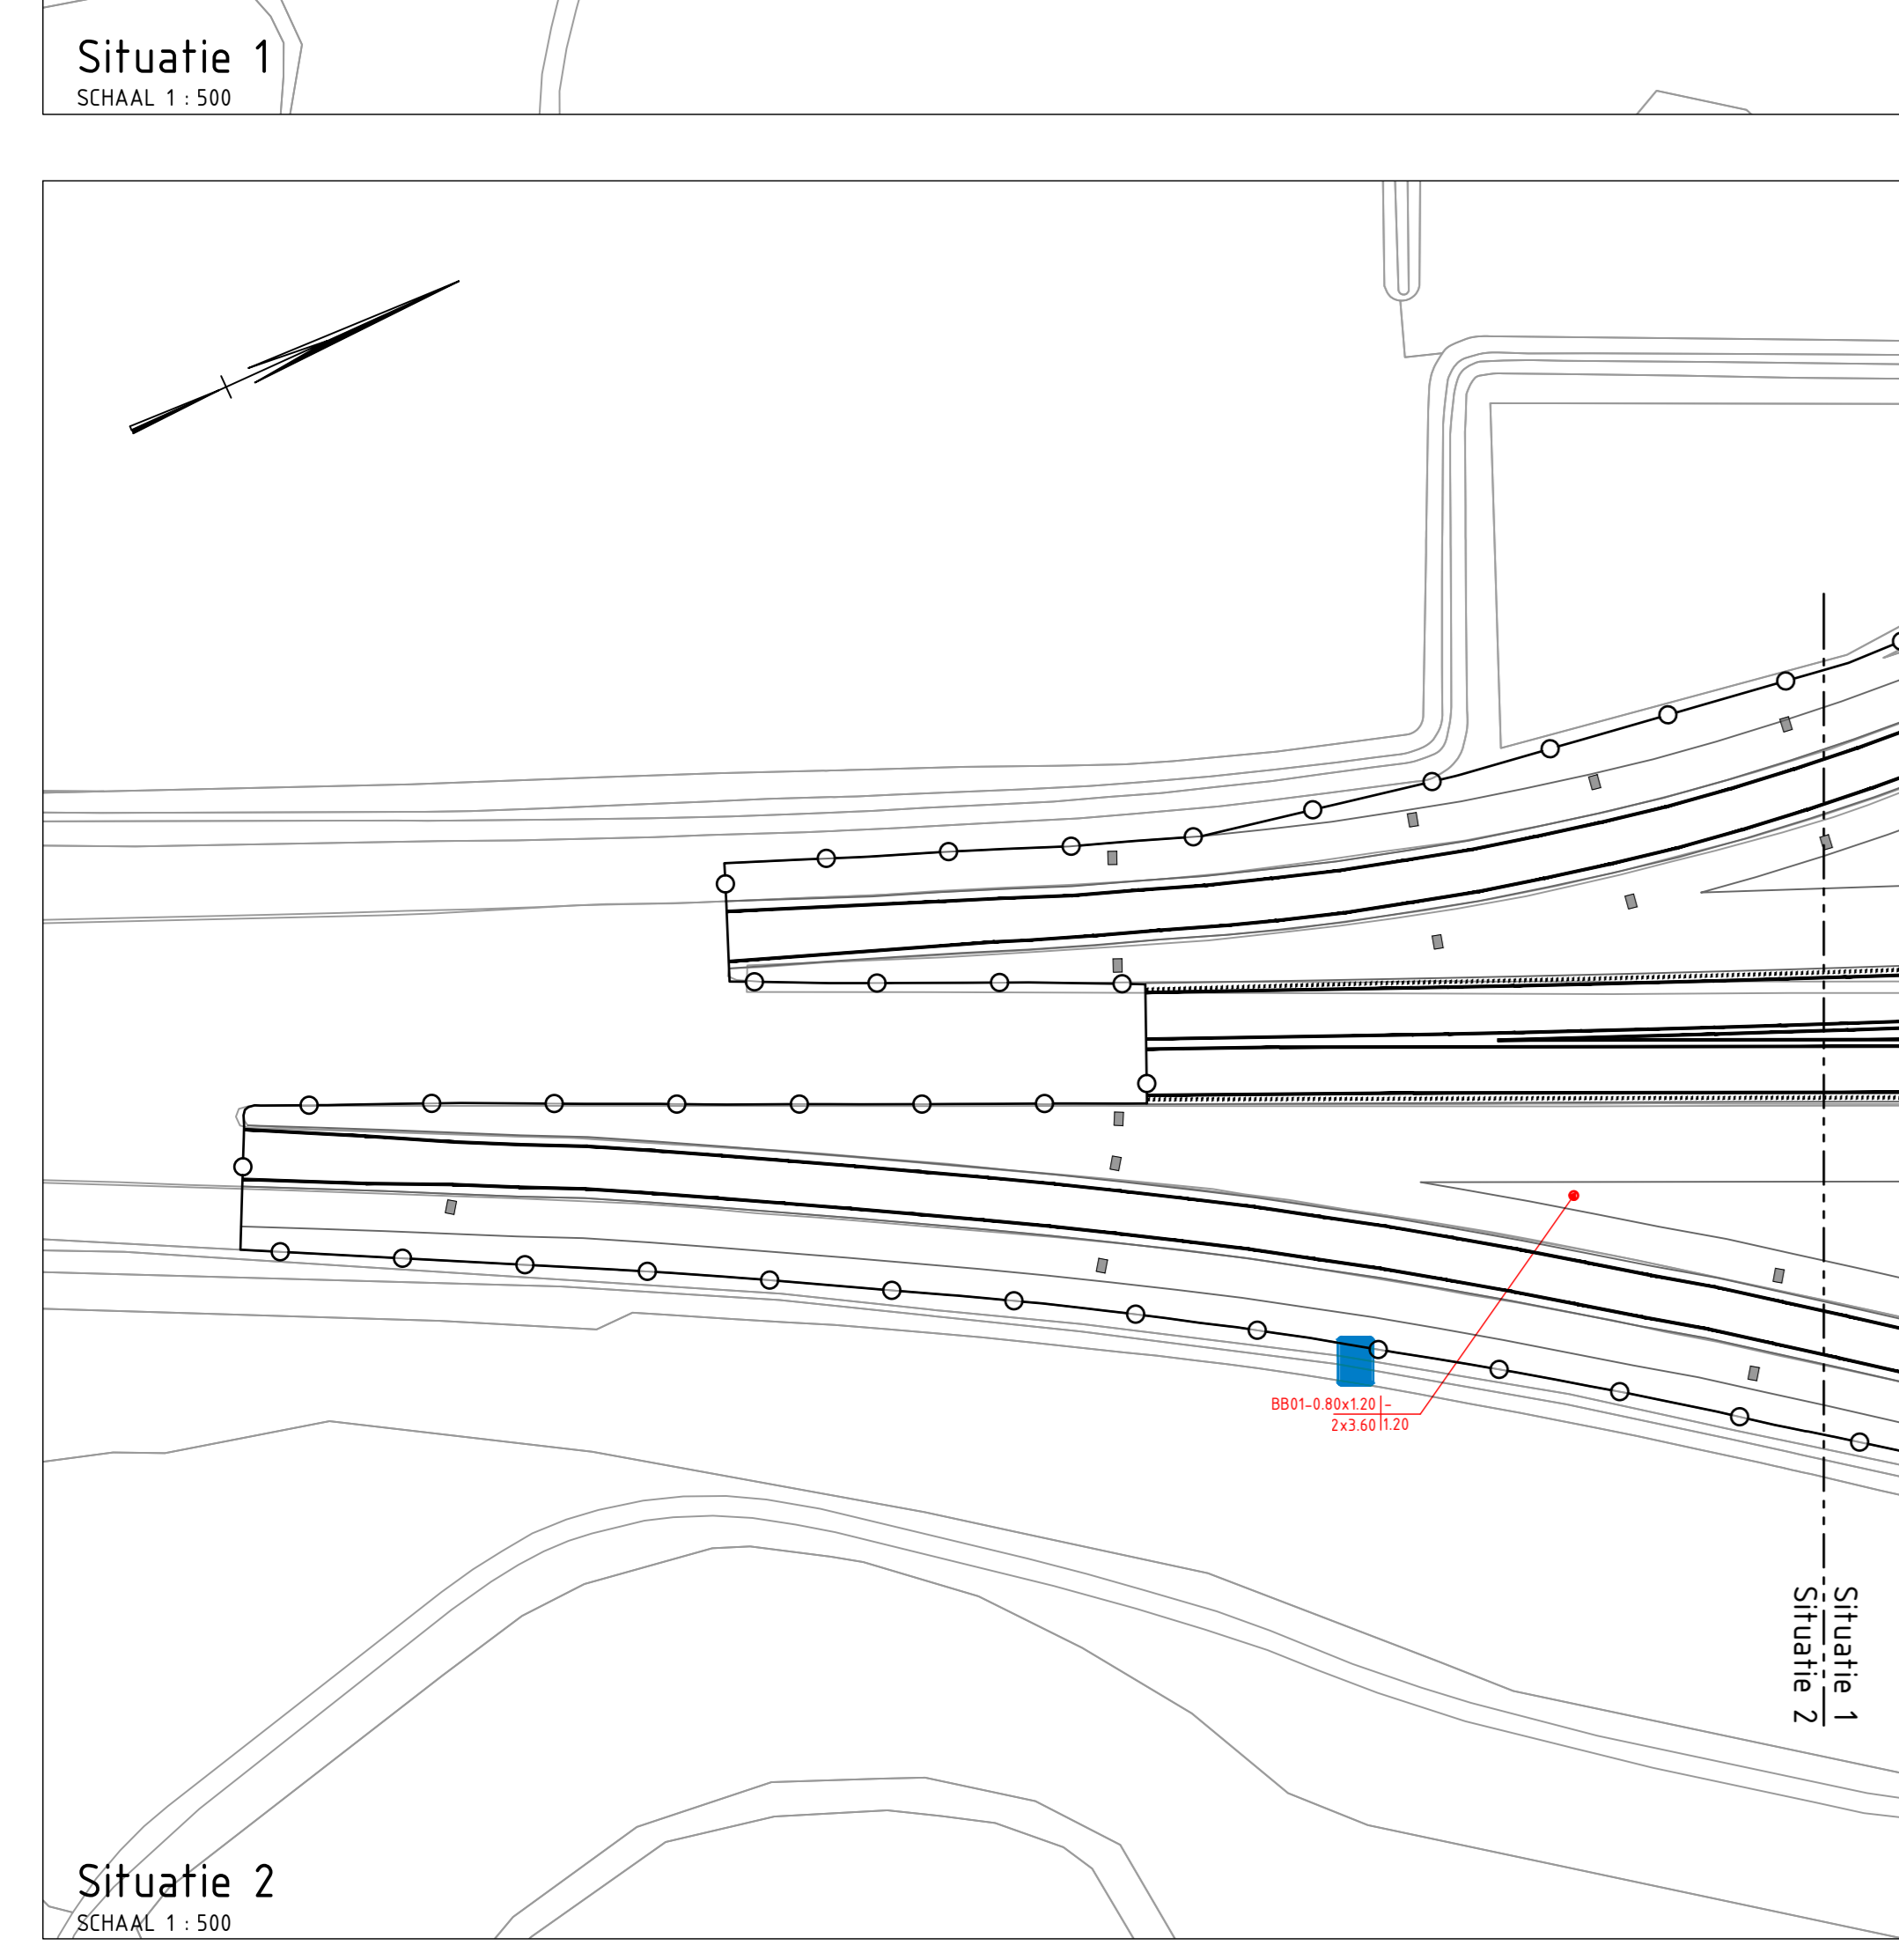 Situatie 1
SCHAAL 1 : 500
BB01-0.80x1.20 -
2x3.60 1.20
Situatie 1
Situatie 2
Situatie 2
SCHAAL 1 : 500